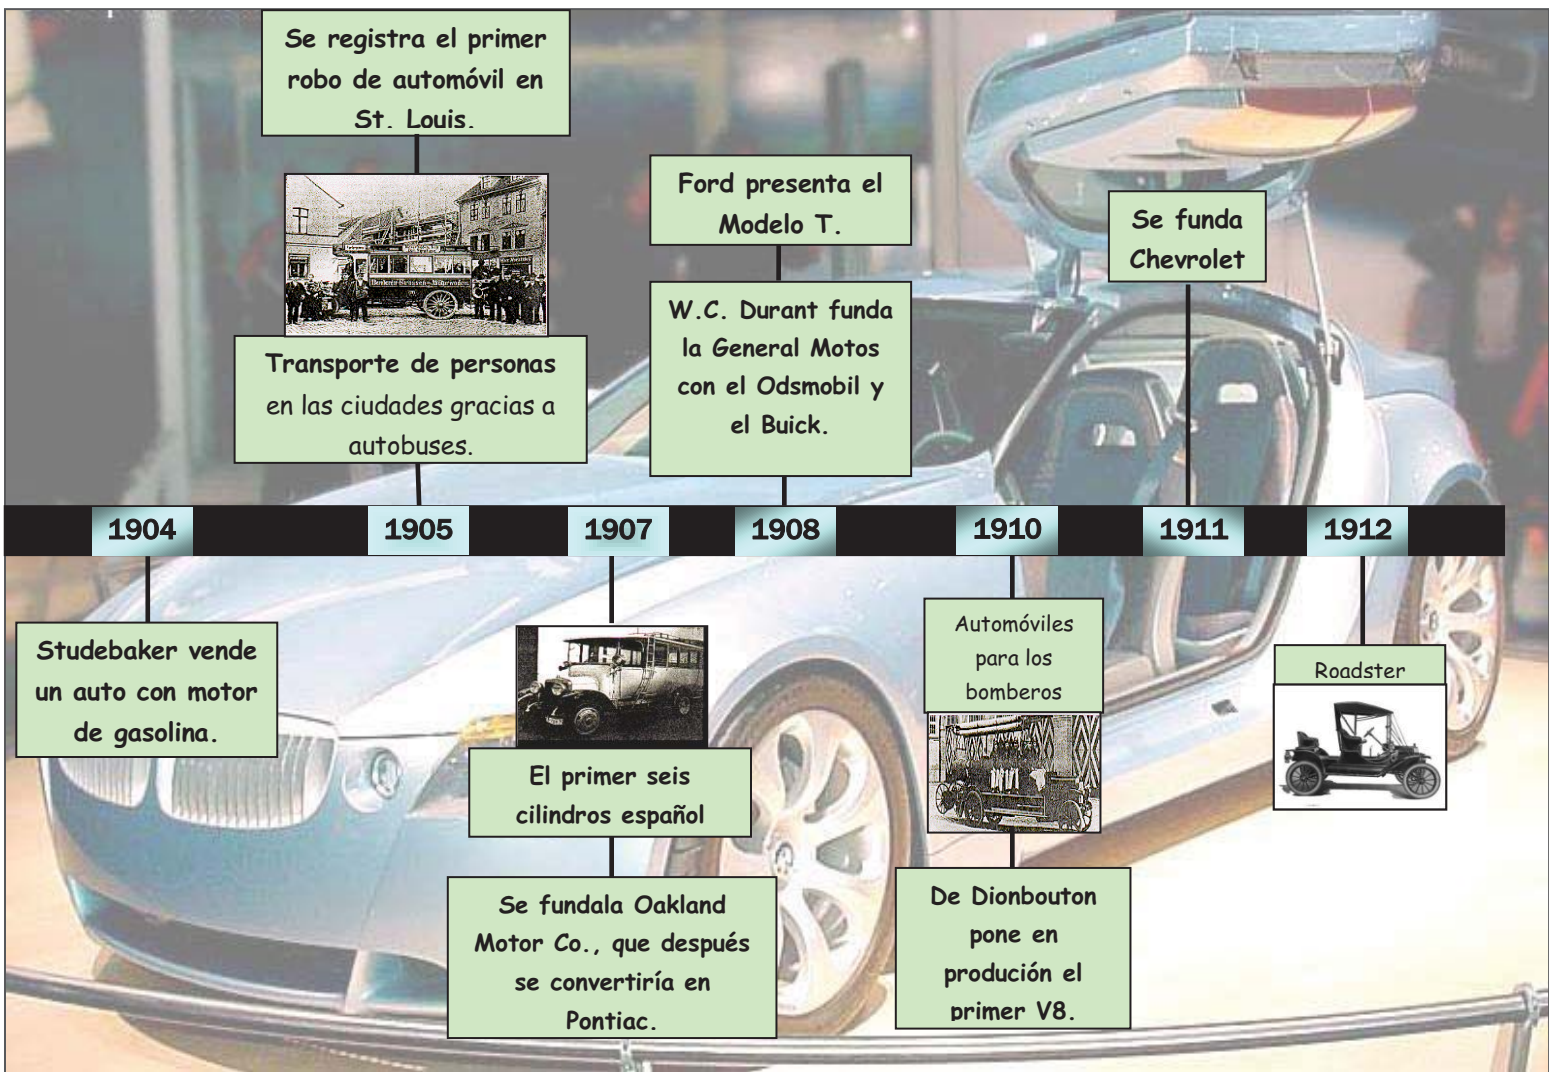 Se registra el primer
robo de automóvil en
St. Louis.
Transporte de personas
en las ciudades gracias a
autobuses.
Ford presenta el
Modelo T.
W.C. Durant funda
la General Motos
con el Odsmobil y
el Buick.
Se funda
Chevrolet
1904
1905
1907
1908
1910
1911
1912
Studebaker vende
un auto con motor
de gasolina.
El primer seis
cilindros español
Se fundala Oakland
Motor Co., que después
se convertiría en
Pontiac.
Automóviles
para los
bomberos
De Dionbouton
pone en
produción el
primer V8.
Roadster